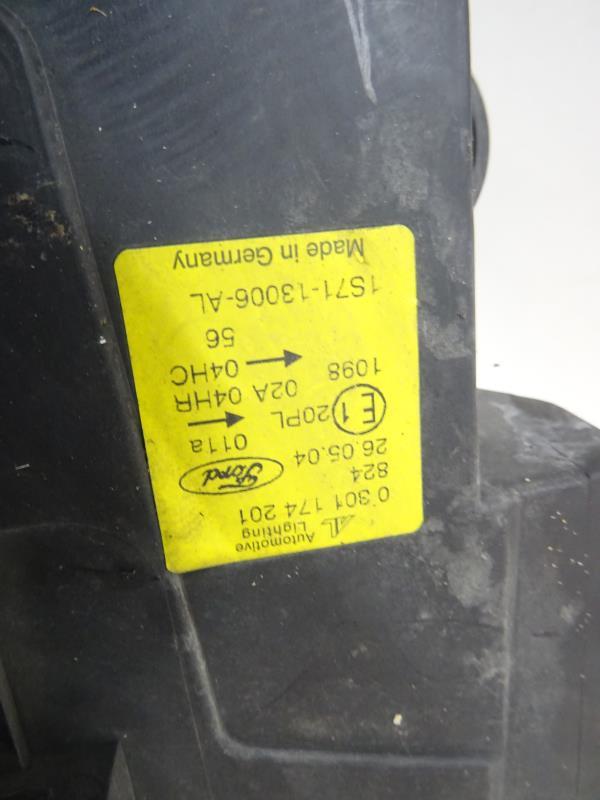 Automotive
Lighting
0 301 174 201
824
26.05.04
Ford
011a
E1
20PL
02A 04HR
1098
04HC
56
1S71-13006-AL
Made in Germany